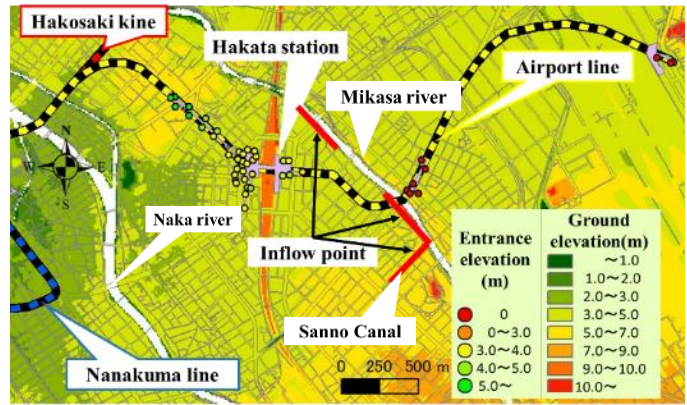 Hakosaki kine
Hakata station
Mikasa river
Airport line
N
W
E
S
Naka river
Inflow point
Sanno Canal
Nanakuma line
0 250 500 m
Entrance
elevation
(m)
0
0～3.0
3.0～4.0
4.0～5.0
5.0～
Ground
elevation(m)
～1.0
1.0～2.0
2.0～3.0
3.0～5.0
5.0～7.0
7.0～9.0
9.0～10.0
10.0～